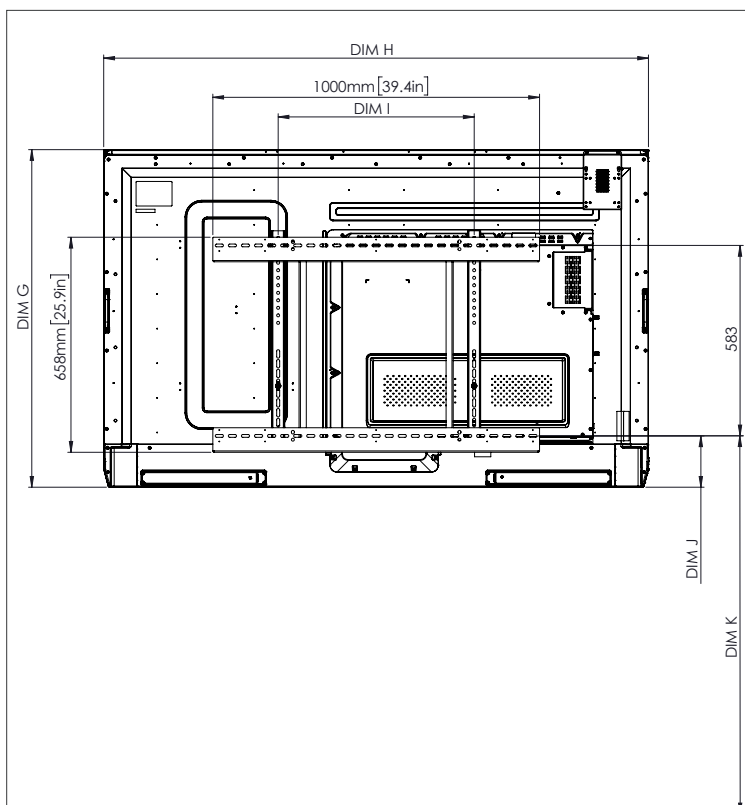 DIM H
1000mm [39.4in]
DIM I
DIM G
658mm [25.9in]
583
DIM J
DIM K